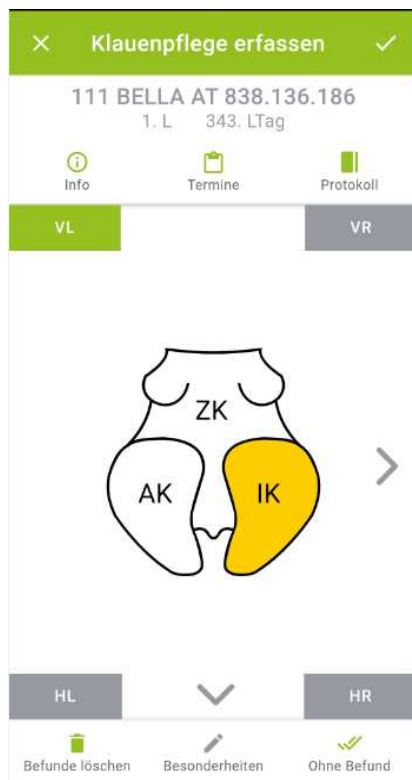 Klauenpflege erfassen
111 BELLA AT 838.136.186
1. L 343. LTag
Info Termine Protokoll
VL VR
ZK
AK IK
HL HR
Befunde löschen Besonderheiten Ohne Befund